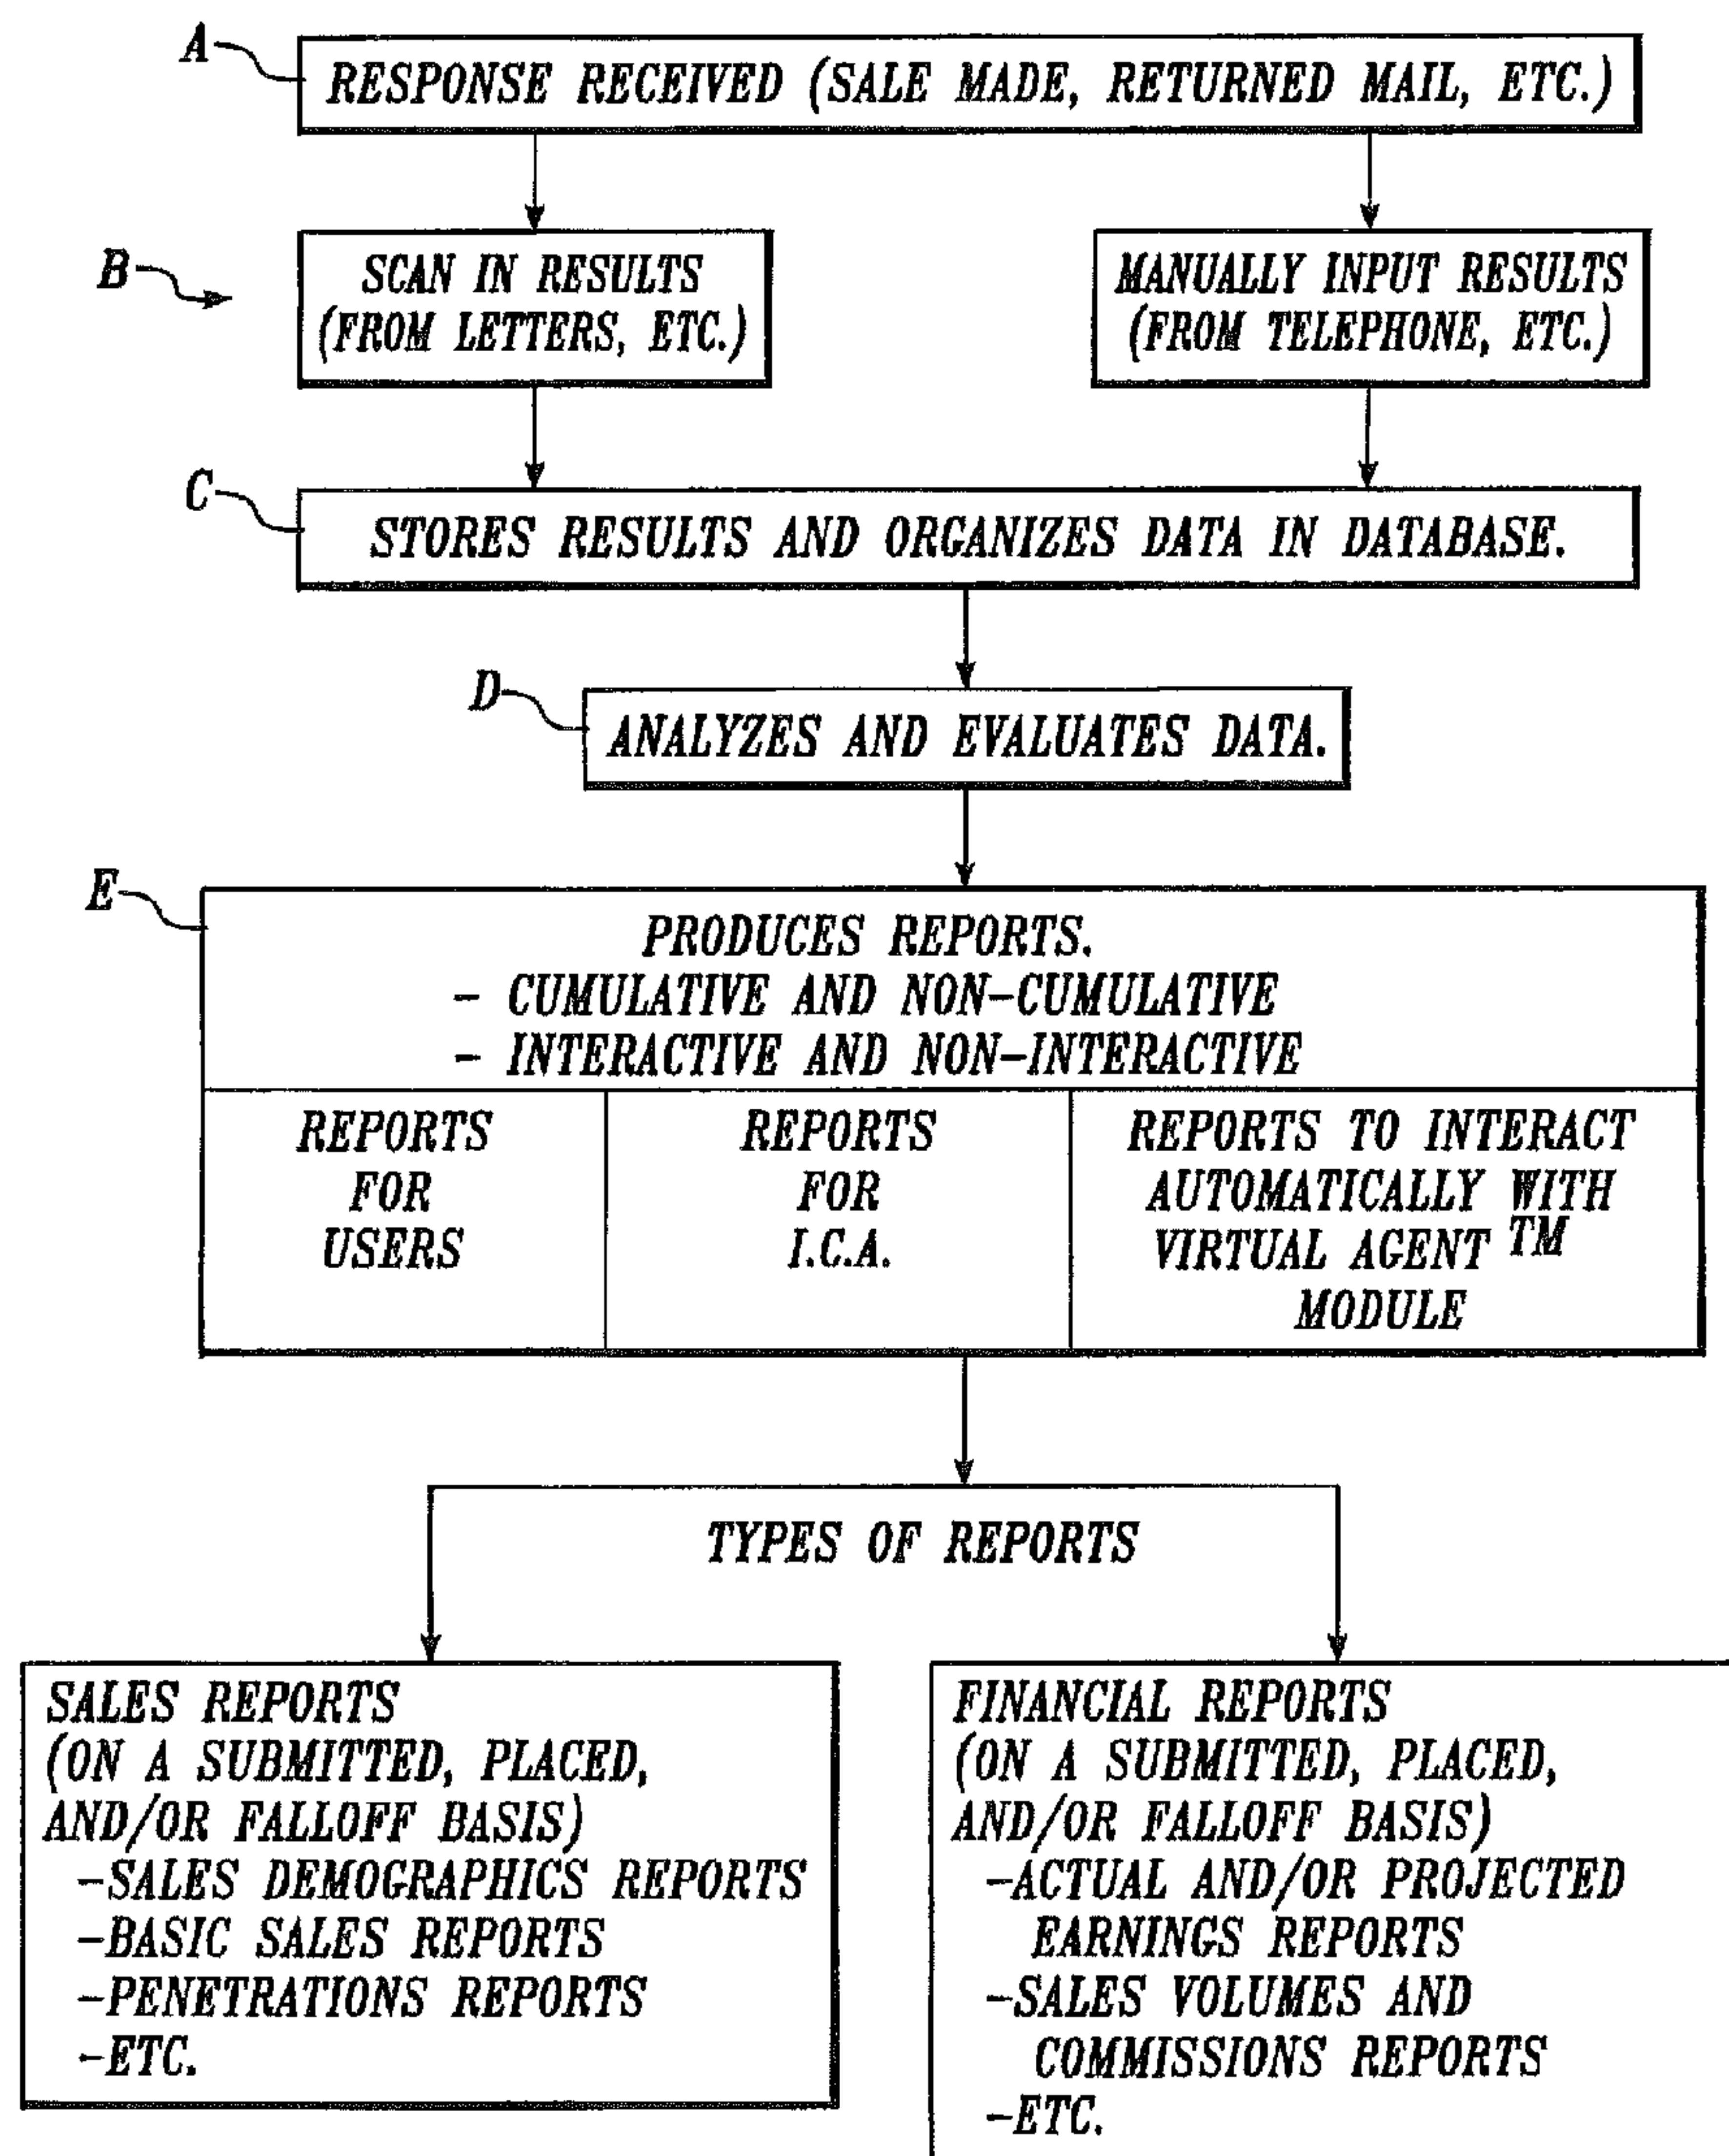 A
RESPONSE RECEIVED (SALE MADE, RETURNED MAIL, ETC.)
B
SCAN IN RESULTS
(FROM LETTERS, ETC.)
MANUALLY INPUT RESULTS
(FROM TELEPHONE, ETC.)
C
STORES RESULTS AND ORGANIZES DATA IN DATABASE.
D
ANALYZES AND EVALUATES DATA.
E
PRODUCES REPORTS.
- CUMULATIVE AND NON-CUMULATIVE
- INTERACTIVE AND NON-INTERACTIVE
REPORTS
FOR
USERS
REPORTS
FOR
I.C.A.
REPORTS TO INTERACT
AUTOMATICALLY WITH
VIRTUAL AGENT TM
MODULE
TYPES OF REPORTS
SALES REPORTS
(ON A SUBMITTED, PLACED,
AND/OR FALLOFF BASIS)
-SALES DEMOGRAPHICS REPORTS
-BASIC SALES REPORTS
-PENETRATIONS REPORTS
-ETC.
FINANCIAL REPORTS
(ON A SUBMITTED, PLACED,
AND/OR FALLOFF BASIS)
-ACTUAL AND/OR PROJECTED
EARNINGS REPORTS
-SALES VOLUMES AND
COMMISSIONS REPORTS
-ETC.